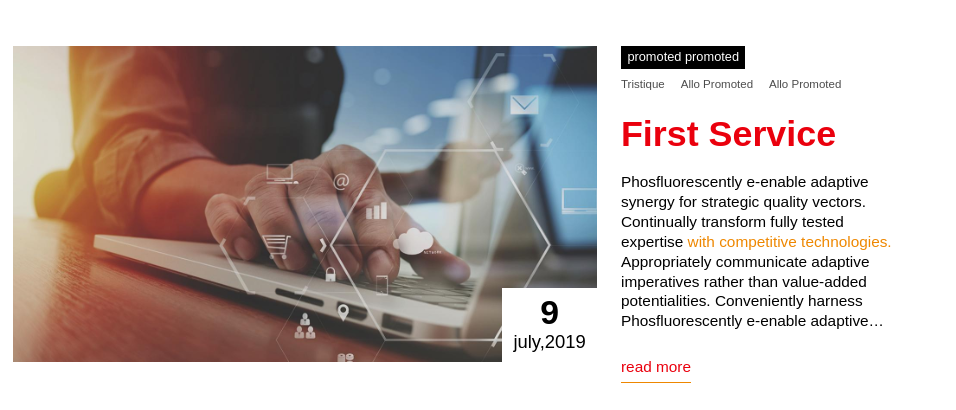 promoted promoted
Tristique Allo Promoted Allo Promoted
First Service
Phosfluorescently e-enable adaptive
synergy for strategic quality vectors.
Continually transform fully tested
expertise with competitive technologies.
Appropriately communicate adaptive
imperatives rather than value-added
potentialities. Conveniently harness
Phosfluorescently e-enable adaptive…
read more
@
9
july,2019